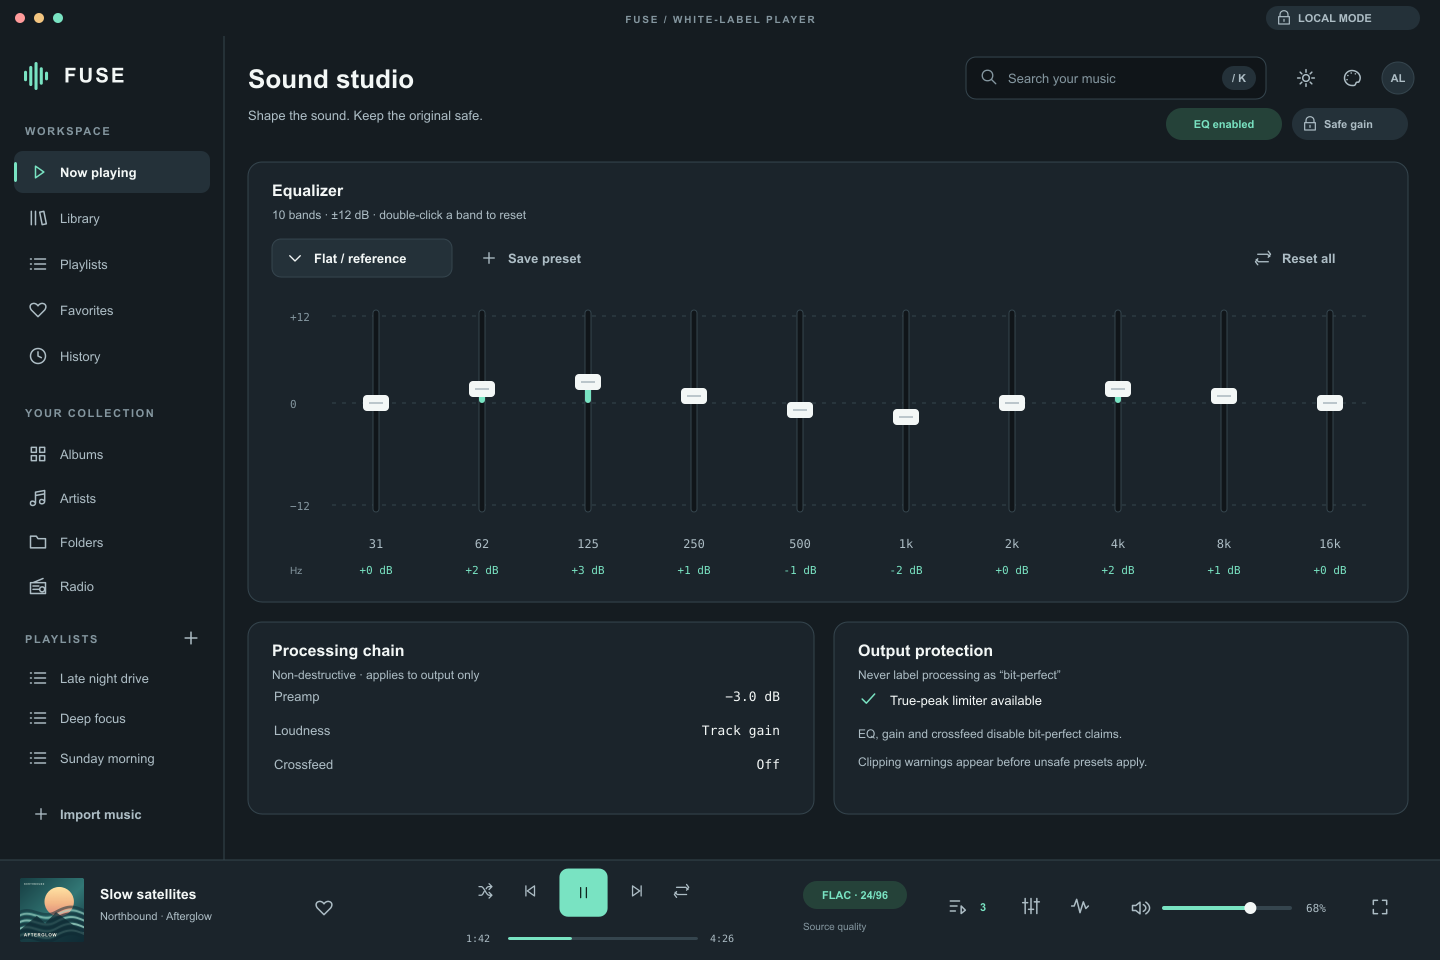 FUSE / WHITE-LABEL PLAYER
LOCAL MODE
FUSE
WORKSPACE
Now playing
Library
Playlists
Favorites
History
YOUR COLLECTION
Albums
Artists
Folders
Radio
PLAYLISTS
Late night drive
Deep focus
Sunday morning
Import music
Sound studio
Shape the sound. Keep the original safe.
Search your music
/ K
AL
EQ enabled
Safe gain
Equalizer
10 bands · ±12 dB · double-click a band to reset
Flat / reference
Save preset
Reset all
+12
0
−12
31 62 125 250 500 1k 2k 4k 8k 16k
Hz +0 dB +2 dB +3 dB +1 dB -1 dB -2 dB +0 dB +2 dB +1 dB +0 dB
Processing chain
Non-destructive · applies to output only
Preamp −3.0 dB
Loudness Track gain
Crossfeed Off
Output protection
Never label processing as “bit-perfect”
True-peak limiter available
EQ, gain and crossfeed disable bit-perfect claims.
Clipping warnings appear before unsafe presets apply.
AFTERGLOW
Slow satellites
Northbound · Afterglow
1:42
4:26
FLAC · 24/96
Source quality
3
68%